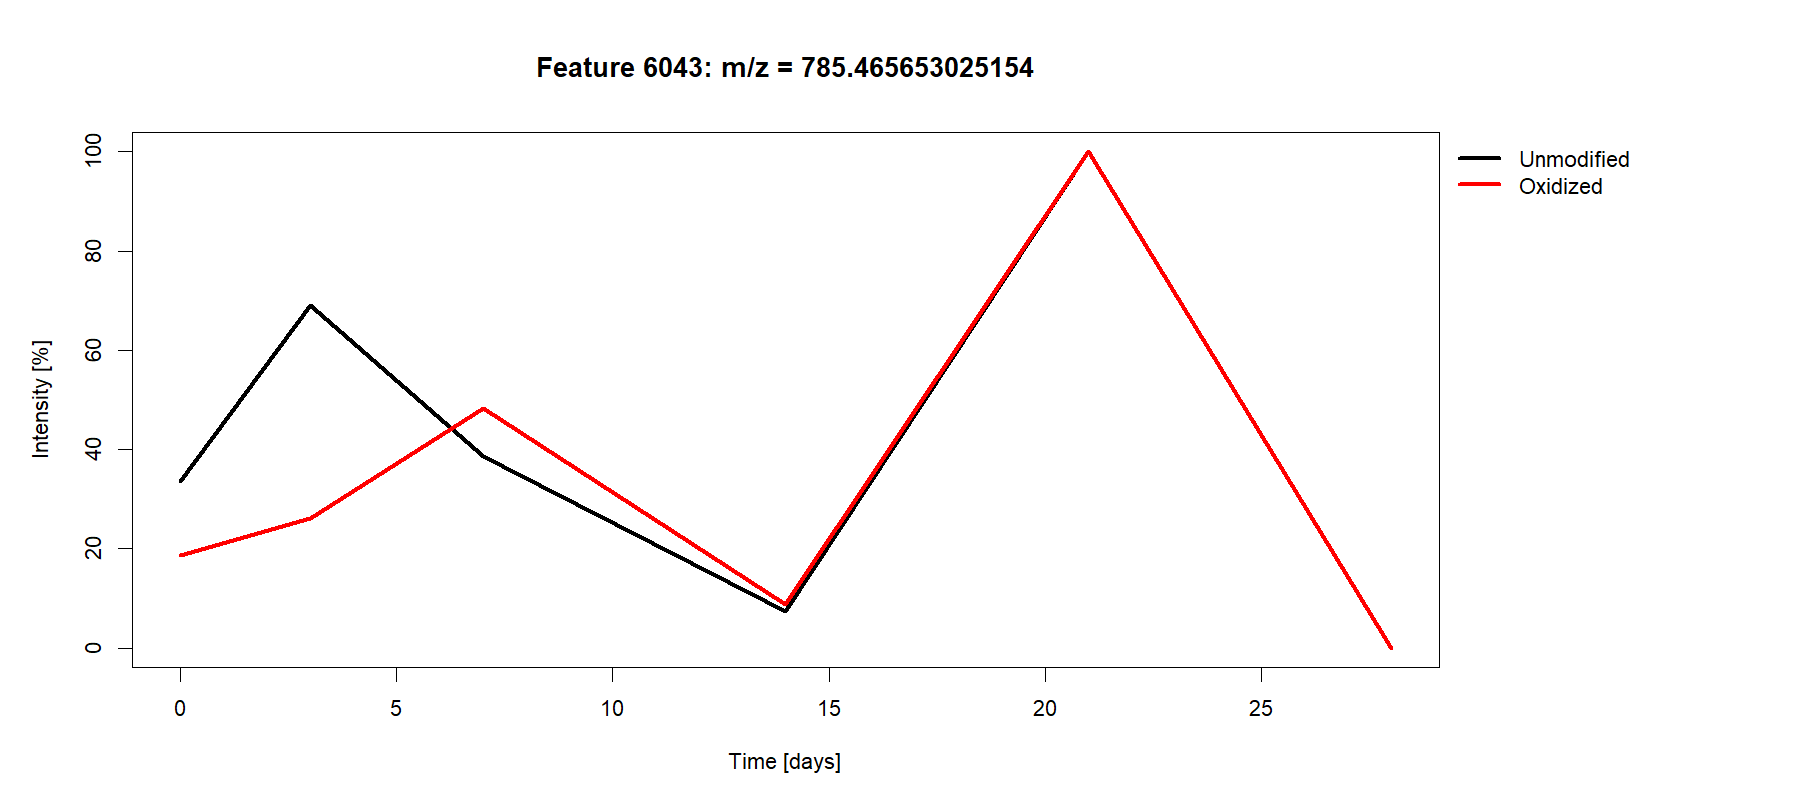 Feature 6043: m/z = 785.465653025154
Unmodified
Oxidized
Intensity [%]
100
80
60
40
20
0
0 5 10 15 20 25
Time [days]